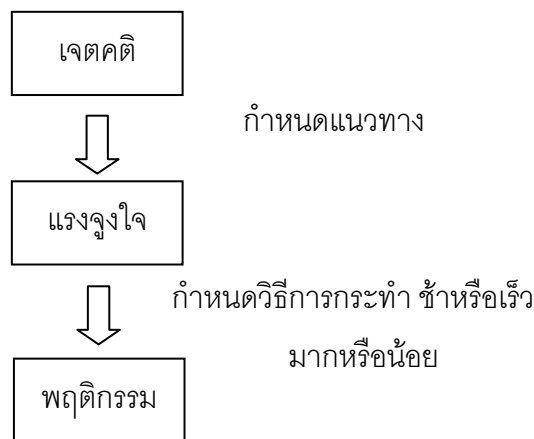 เจตคติ
กำหนดแนวทาง
แรงจูงใจ
กำหนดวิธีการกระทำ ช้าหรือเร็ว
มากหรือน้อย
พฤติกรรม